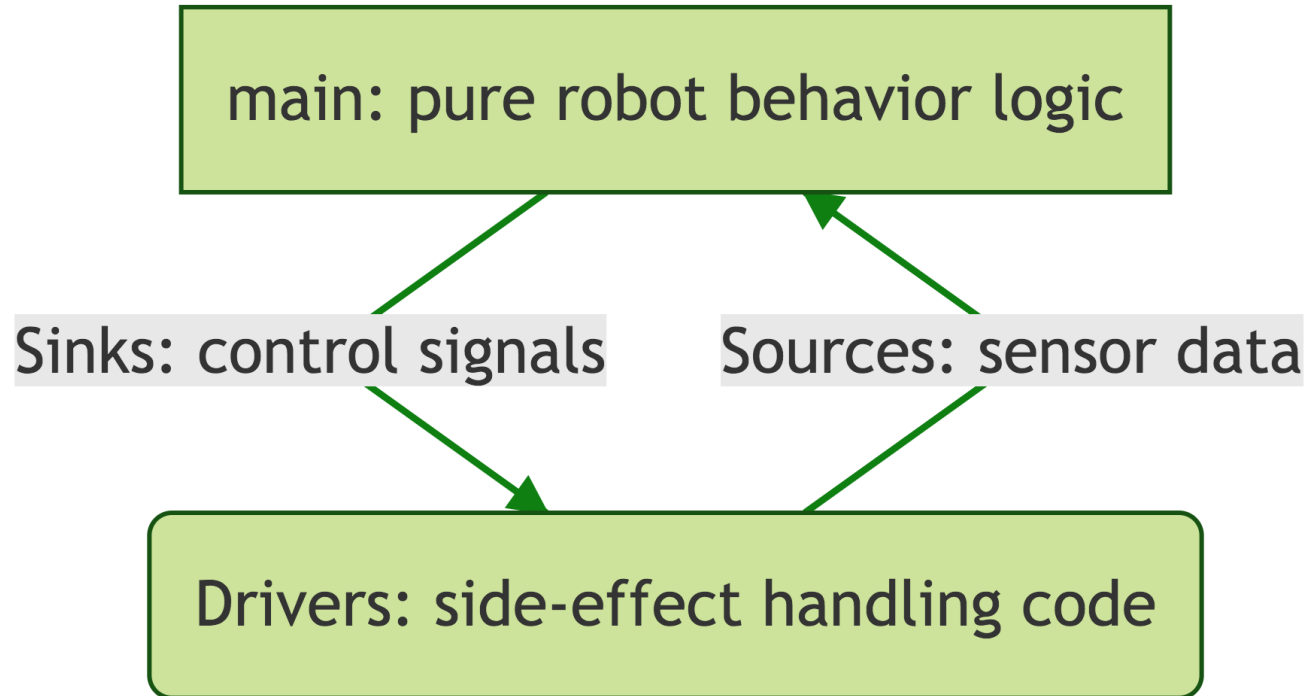 main: pure robot behavior logic
Sinks: control signals
Sources: sensor data
Drivers: side-effect handling code